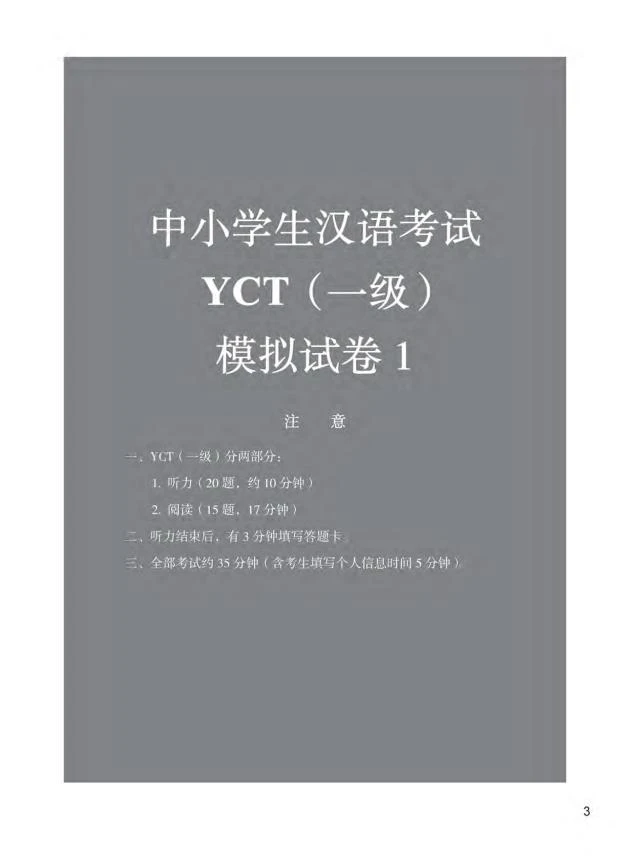 中小学生汉语考试
YCT（一级）
模拟试卷 1
注 意
一、YCT（一级）分两部分：
1. 听力（20 题，约 10 分钟）
2. 阅读（15 题，17 分钟）
二、听力结束后，有 3 分钟填写答题卡。
三、全部考试约 35 分钟（含考生填写个人信息时间 5 分钟）。
3